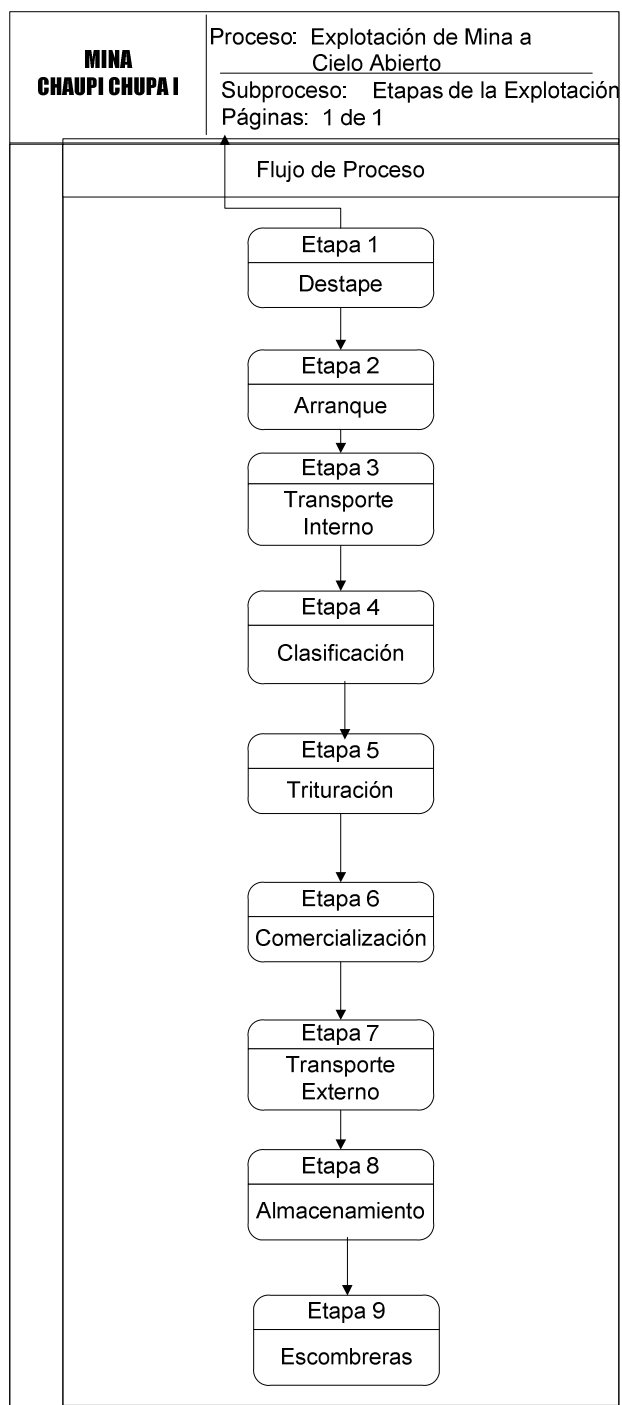 MINA
CHAUPI CHUPA I
Proceso: Explotación de Mina a
Cielo Abierto
Subproceso: Etapas de la Explotación
Páginas: 1 de 1
Flujo de Proceso
Etapa 1
Destape
Etapa 2
Arranque
Etapa 3
Transporte
Interno
Etapa 4
Clasificación
Etapa 5
Trituración
Etapa 6
Comercialización
Etapa 7
Transporte
Externo
Etapa 8
Almacenamiento
Etapa 9
Escombreras